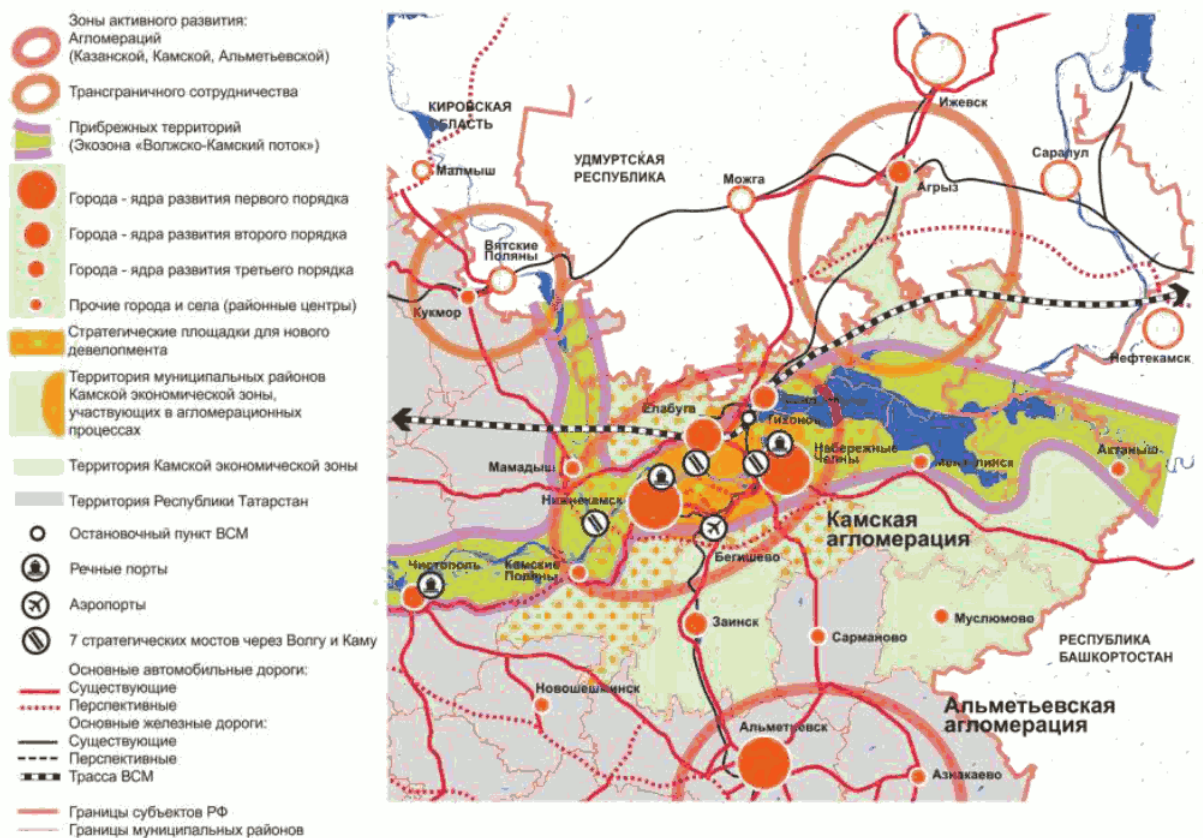 Зоны активного развития:
Агломераций
(Казанской, Камской, Альметьевской)
Трансграничного сотрудничества
Прибрежных территорий
(Экозона «Волжско-Камский поток»)
Города - ядра развития первого порядка
Города - ядра развития второго порядка
Города - ядра развития третьего порядка
Прочие города и села (районные центры)
Стратегические площадки для нового
девелопмента
Территория муниципальных районов
Камской экономической зоны,
участвующих в агломерационных
процессах
Территория Камской экономической зоны
Территория Республики Татарстан
Остановочный пункт ВСМ
Речные порты
Аэропорты
7 стратегических мостов через Волгу и Каму
Основные автомобильные дороги:
Существующие
Перспективные
Основные железные дороги:
Существующие
Перспективные
Трасса ВСМ
Границы субъектов РФ
Границы муниципальных районов
КИРОВСКАЯ
ОБЛАСТЬ
Малмыш
УДМУРТСКАЯ
РЕСПУБЛИКА
Можга
Ижевск
Сарапул
Агрыз
Вятские
Поляны
Кукмор
Нефтекамск
Елабуга
Тихоново
Набережные
Челны
Мамадыш
Мензелинск
Актаныш
Нижнекамск
Камская
агломерация
Бегишево
Чистополь
Камские
Поляны
Заинск
Сарманово
Муслюмово
РЕСПУБЛИКА
БАШКОРТОСТАН
Новошешминск
Альметьевская
агломерация
Альметьевск
Азнакаево